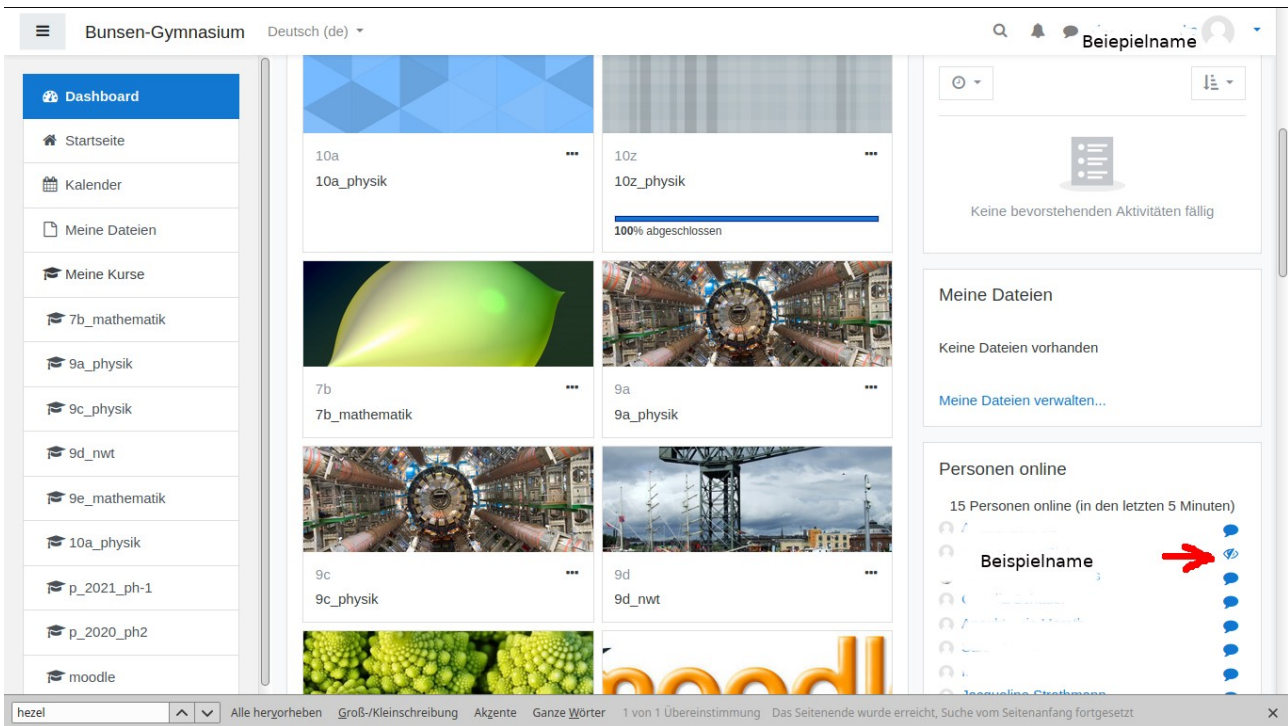 Bunsen-Gymnasium
Deutsch (de)
Beiepielname
Dashboard
Startseite
Kalender
Meine Dateien
Meine Kurse
7b_mathematik
9a_physik
9c_physik
9d_nwt
9e_mathematik
10a_physik
p_2021_ph-1
p_2020_ph2
moodle
10a
10a_physik
10z
10z_physik
100% abgeschlossen
7b
7b_mathematik
9a
9a_physik
9c
9c_physik
9d
9d_nwt
moodl
Keine bevorstehenden Aktivitäten fällig
Meine Dateien
Keine Dateien vorhanden
Meine Dateien verwalten...
Personen online
15 Personen online (in den letzten 5 Minuten)
Beispielname
hezel
Alle hervorheben
Groß-/Kleinschreibung
Akzente
Ganze Wörter
1 von 1 Übereinstimmung
Das Seitenende wurde erreicht, Suche vom Seitenanfang fortgesetzt